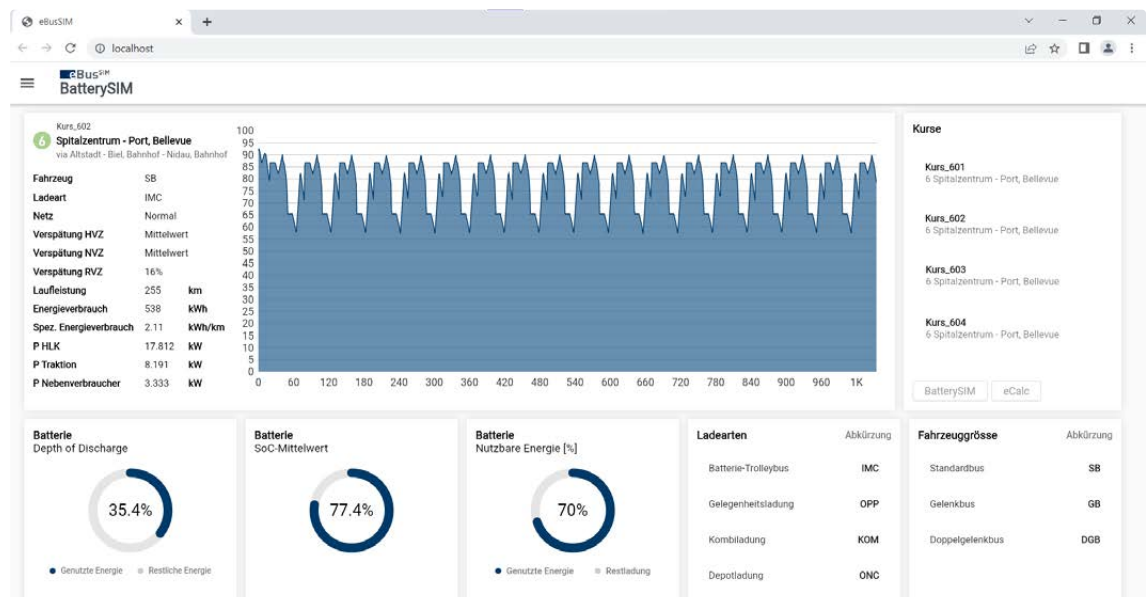 eBusSIM
localhost
eBusSIM
BatterySIM
Kurs_602
6 Spitalzentrum - Port, Bellevue
via Altstadt - Biel, Bahnhof - Nidau, Bahnhof
Fahrzeug SB
Ladeart IMC
Netz Normal
Verspätung HVZ Mittelwert
Verspätung NVZ Mittelwert
Verspätung RVZ 16%
Laufleistung 255 km
Energieverbrauch 538 kWh
Spez. Energieverbrauch 2.11 kWh/km
P HLK 17.812 kW
P Traktion 8.191 kW
P Nebenverbraucher 3.333 kW
100
95
90
85
80
75
70
65
60
55
50
45
40
35
30
25
20
15
10
5
0
0 60 120 180 240 300 360 420 480 540 600 660 720 780 840 900 960 1K
Kurse
Kurs_601
6 Spitalzentrum - Port, Bellevue
Kurs_602
6 Spitalzentrum - Port, Bellevue
Kurs_603
6 Spitalzentrum - Port, Bellevue
Kurs_604
6 Spitalzentrum - Port, Bellevue
BatterySIM eCalc
Batterie
Depth of Discharge
35.4%
Genutzte Energie Restliche Energie
Batterie
SoC-Mittelwert
77.4%
Batterie
Nutzbare Energie [%]
70%
Genutzte Energie Restladung
Ladearten Abkürzung
Batterie-Trolleybus IMC
Gelegenheitsladung OPP
Kombiladung KOM
Depotladung ONC
Fahrzeuggrösse Abkürzung
Standardbus SB
Gelenkbus GB
Doppelgelenkbus DGB